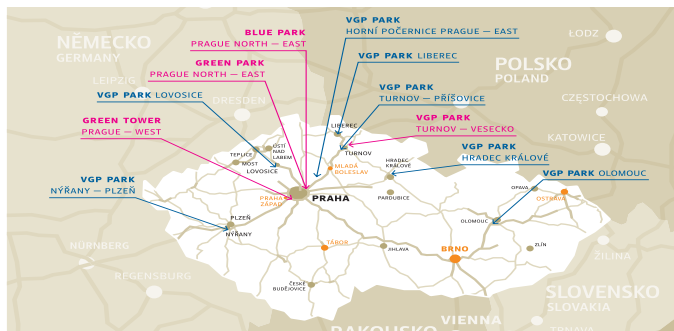 VGP PARK
HORNÍ POČERNICE PRAGUE — EAST
BLUE PARK
PRAGUE NORTH — EAST
ŁODZ
NĚMECKO
GERMANY
VGP PARK LIBEREC
GREEN PARK
PRAGUE NORTH — EAST
POLSKO
POLAND
LEIPZIG
VGP PARK LOVOSICE
VGP PARK
TURNOV — PŘÍŠOVICE
CZĘSTOCHOWA
DRESDEN
GREEN TOWER
PRAGUE — WEST
VGP PARK
TURNOV — VESECKO
LIBEREC
KATOWICE
TEPLICE
ÚSTÍ
NAD
LABEM
MOST
LOVOSICE
TURNOV
VGP PARK
HRADEC KRÁLOVÉ
MLADÁ
BOLESLAV
HRADEC
KRÁLOVÉ
VGP PARK OLOMOUC
VGP PARK
NÝŘANY — PLZEŇ
OPAVA
OSTRAVA
PRAHA
ZÁPAD
PRAHA
PARDUBICE
PLZEŇ
NÝŘANY
OLOMOUC
NÜRNBERG
TÁBOR
JIHLAVA
BRNO
ZLÍN
ŽILINA
REGENSBURG
ČESKÉ
BUDĚJOVICE
SLOVENSKO
SLOVAKIA
VIENNA
RAKOUSKO
TRNAVA